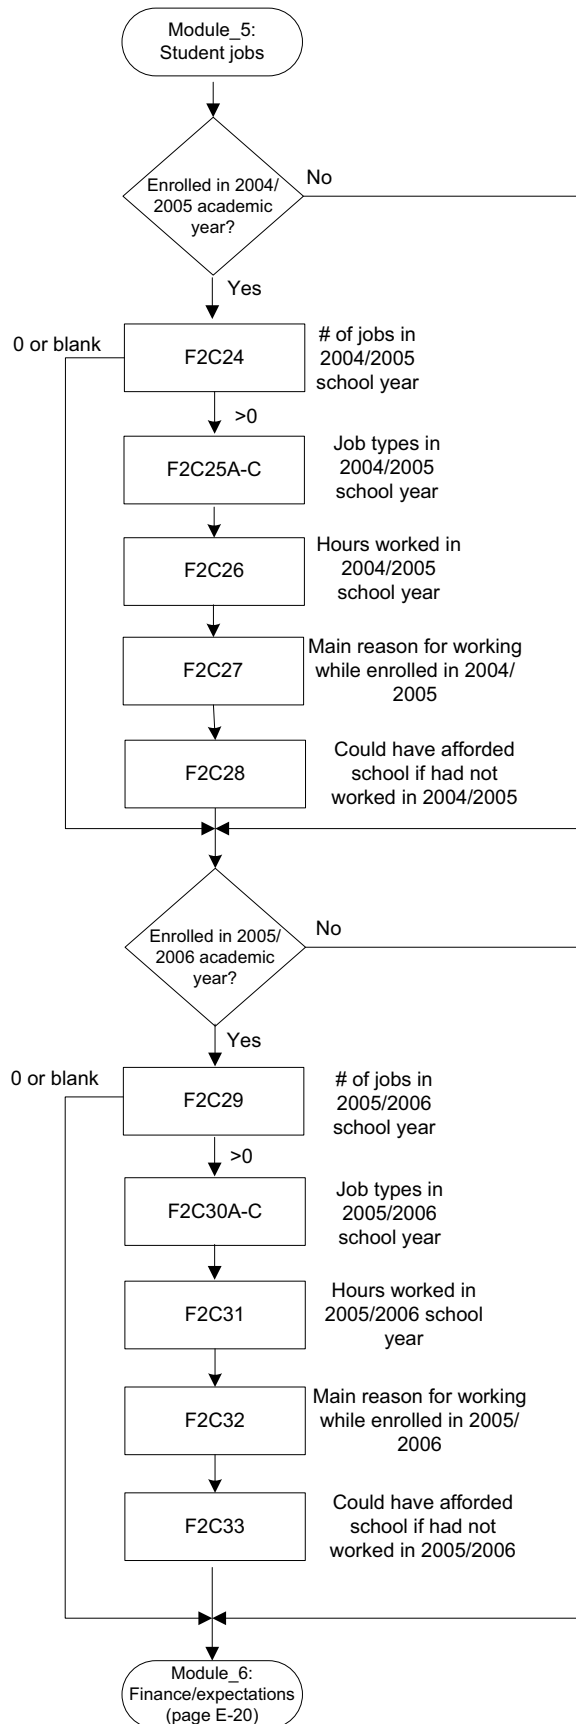 Module_5:
Student jobs
Enrolled in 2004/
2005 academic
year?
No
Yes
0 or blank
F2C24
# of jobs in
2004/2005
school year
>0
F2C25A-C
Job types in
2004/2005
school year
F2C26
Hours worked in
2004/2005
school year
F2C27
Main reason for working
while enrolled in 2004/
2005
F2C28
Could have afforded
school if had not
worked in 2004/2005
Enrolled in 2005/
2006 academic
year?
No
Yes
0 or blank
F2C29
# of jobs in
2005/2006
school year
>0
F2C30A-C
Job types in
2005/2006
school year
F2C31
Hours worked in
2005/2006 school
year
F2C32
Main reason for working
while enrolled in 2005/
2006
F2C33
Could have afforded
school if had not
worked in 2005/2006
Module_6:
Finance/expectations
(page E-20)